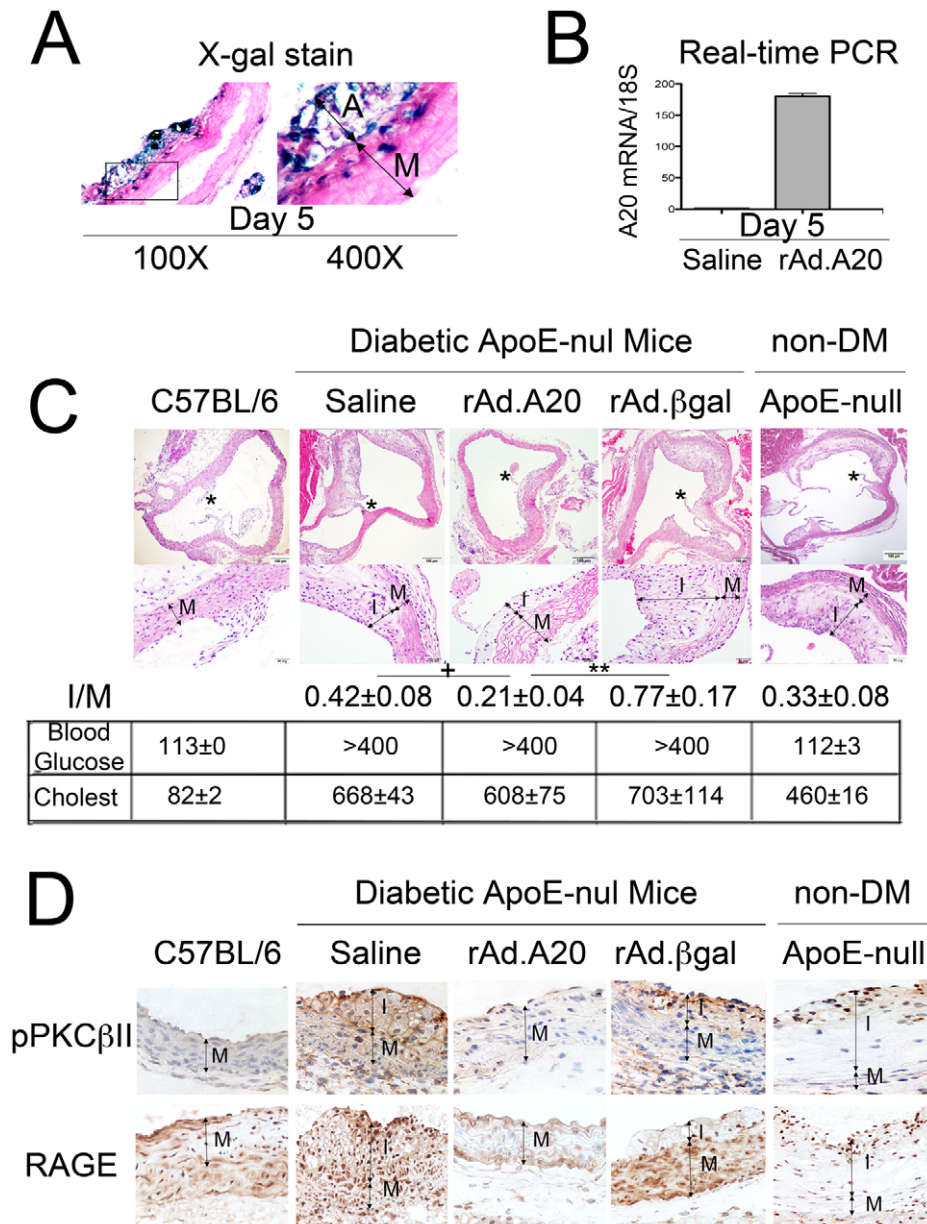 A
X-gal stain
A
M
Day 5
100X 400X
B
Real-time PCR
A20 mRNA/18S
200
150
100
50
0
Day 5
Saline rAd.A20
Diabetic ApoE-nul Mice non-DM
C
C57BL/6 Saline rAd.A20 rAd.βgal ApoE-null
* * * * *
M I M I M I M I M
+ **
I/M 0.42±0.08 0.21±0.04 0.77±0.17 0.33±0.08
Blood Glucose 113±0 >400 >400 >400 112±3
Cholest 82±2 668±43 608±75 703±114 460±16
D
Diabetic ApoE-nul Mice non-DM
C57BL/6 Saline rAd.A20 rAd.βgal ApoE-null
pPKCβII M I M M I M I M
RAGE M I M M I M I M